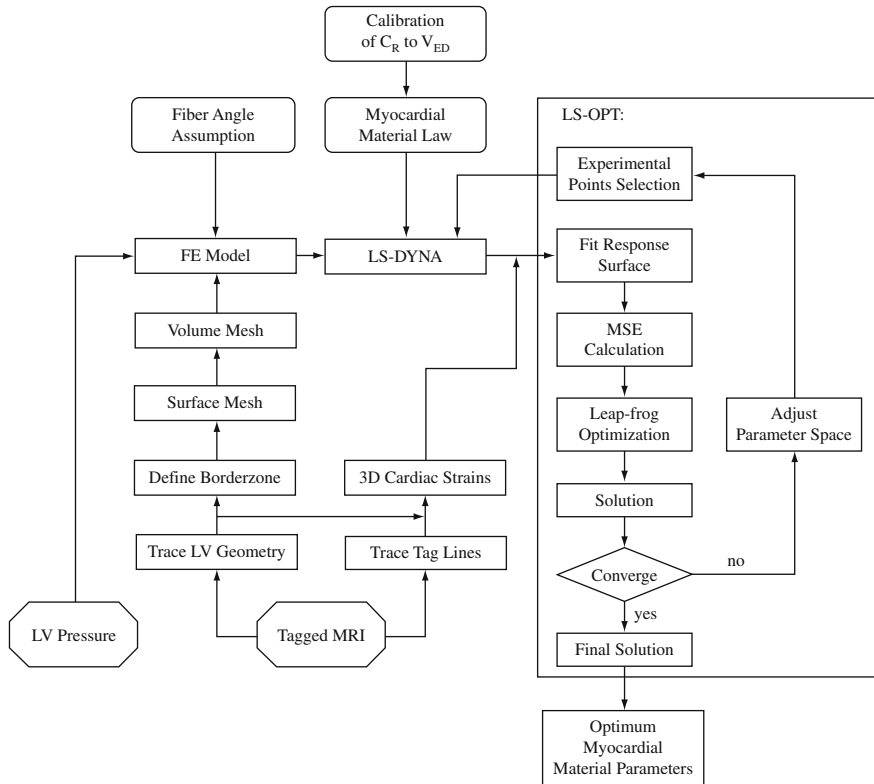 Calibration
of C_R to V_ED
Fiber Angle
Assumption
Myocardial
Material Law
LS-OPT:
Experimental
Points Selection
FE Model
LS-DYNA
Fit Response
Surface
Volume Mesh
MSE
Calculation
Surface Mesh
Leap-frog
Optimization
Adjust
Parameter Space
Define Borderzone
3D Cardiac Strains
Solution
Trace LV Geometry
Trace Tag Lines
Converge
no
yes
LV Pressure
Tagged MRI
Final Solution
Optimum
Myocardial
Material Parameters